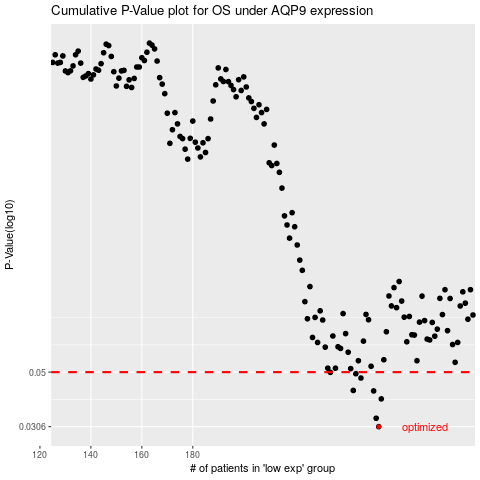 Cumulative P-Value plot for OS under AQP9 expression
P-Value(log10)
0.05
0.0306
optimized
120 140 160 180
# of patients in 'low exp' group